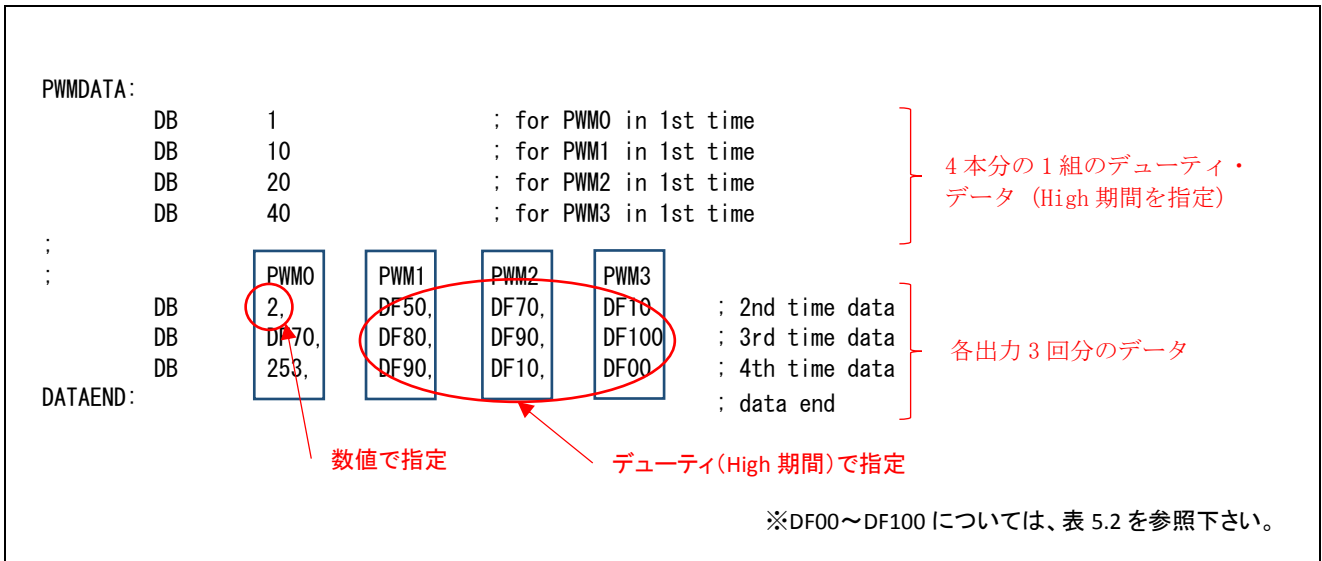 PWMDATA:
DB 1 ; for PWM0 in 1st time
DB 10 ; for PWM1 in 1st time
DB 20 ; for PWM2 in 1st time
DB 40 ; for PWM3 in 1st time
4本分の1組のデューティ・
データ（High 期間を指定）
;
; PWM0 PWM1 PWM2 PWM3
DB 2, DF50, DF70, DF10 ; 2nd time data
DB DF70, DF80, DF90, DF100 ; 3rd time data
DB 253, DF90, DF10, DF00 ; 4th time data
DATAEND: ; data end
各出力3回分のデータ
数値で指定
デューティ（High 期間）で指定
※DF00～DF100 については、表 5.2 を参照下さい。